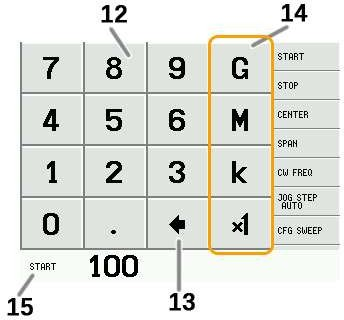 12
14
7 8 9 G START
STOP
4 5 6 M CENTER
SPAN
1 2 3 k CW FREQ
JOG STEP
AUTO
0 . ← ×1 CFG SWEEP
START 100
15
13